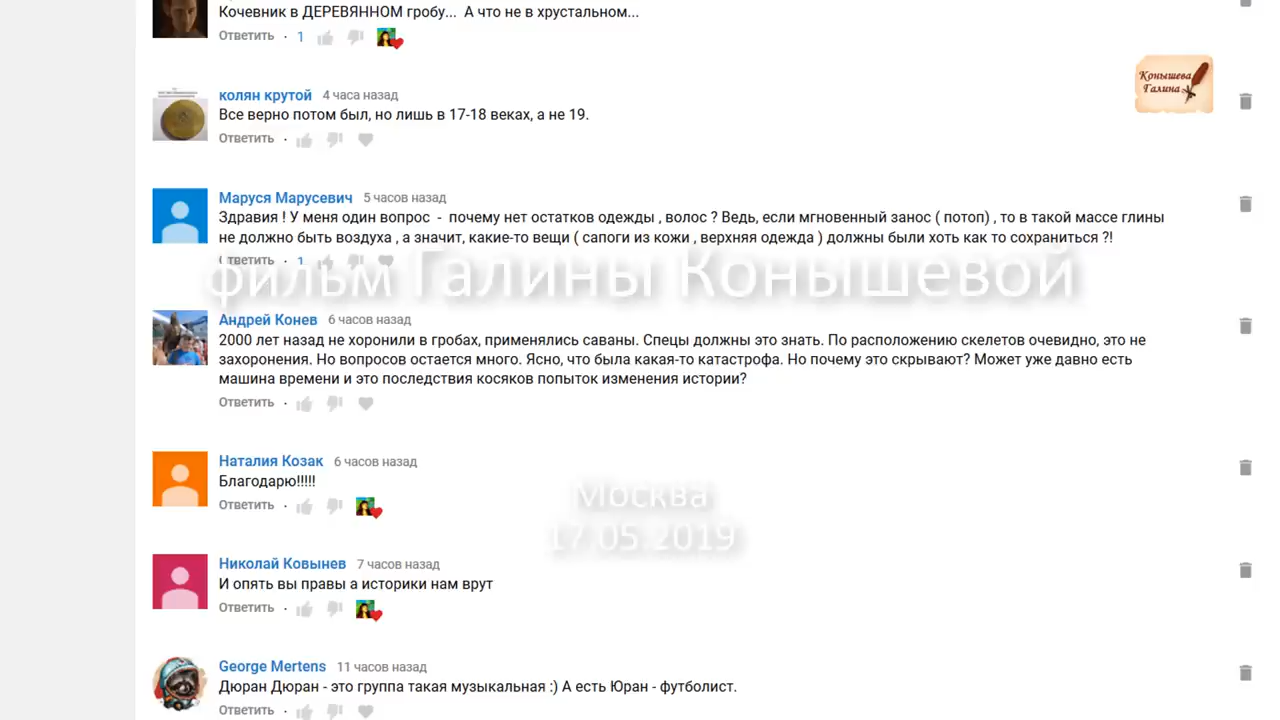 Кочевник в ДЕРЕВЯННОМ гробу... А что не в хрустальном...
Ответить · 1
Конышева
Галина
колян крутой 4 часа назад
Все верно потом был, но лишь в 17-18 веках, а не 19.
Ответить ·
Маруся Марусевич 5 часов назад
Здравия ! У меня один вопрос - почему нет остатков одежды , волос ? Ведь, если мгновенный занос ( потоп) , то в такой массе глины
не должно быть воздуха , а значит, какие-то вещи ( сапоги из кожи , верхняя одежда ) должны были хоть как то сохраниться ?!
Ответить · 1
фильм Галины Конышевой
Андрей Конев 6 часов назад
2000 лет назад не хоронили в гробах, применялись саваны. Спецы должны это знать. По расположению скелетов очевидно, это не
захоронения. Но вопросов остается много. Ясно, что была какая-то катастрофа. Но почему это скрывают? Может уже давно есть
машина времени и это последствия косяков попыток изменения истории?
Ответить ·
Наталия Козак 6 часов назад
Благодарю!!!!!
Ответить ·
Москва
17.05.2019
Николай Ковынев 7 часов назад
И опять вы правы а историки нам врут
Ответить ·
George Mertens 11 часов назад
Дюран Дюран - это группа такая музыкальная :) А есть Юран - футболист.
Ответить ·